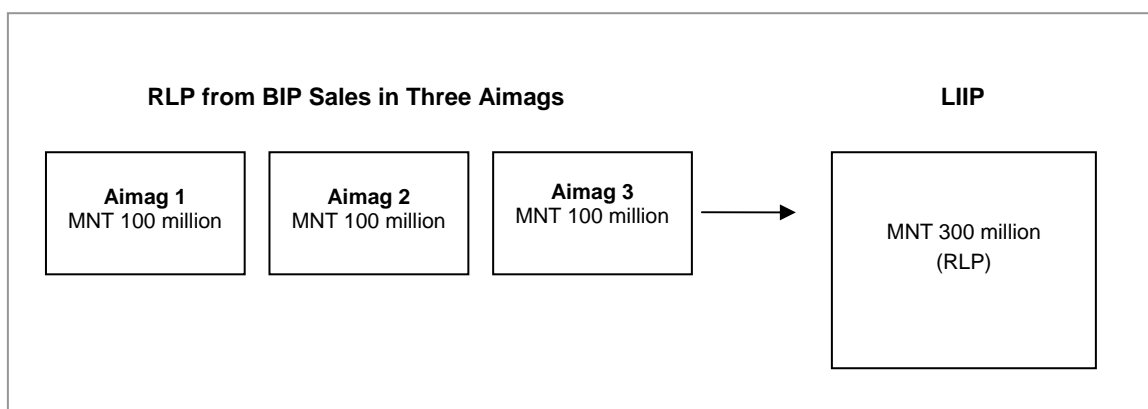 RLP from BIP Sales in Three Aimags
LIIP
Aimag 1
MNT 100 million
Aimag 2
MNT 100 million
Aimag 3
MNT 100 million
MNT 300 million
(RLP)